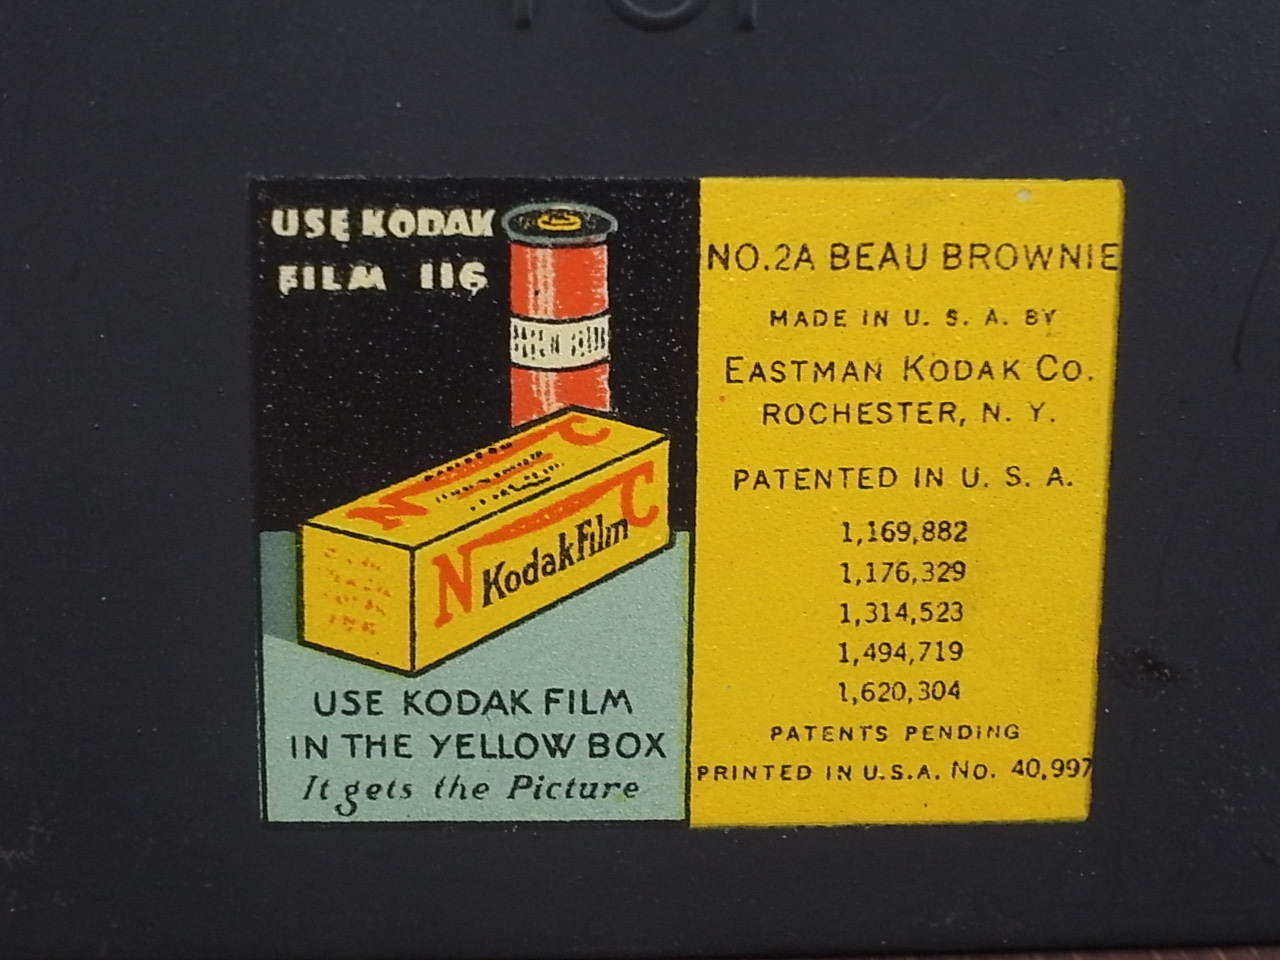 USE KODAK
FILM 116
N C
N Kodak Film C
USE KODAK FILM
IN THE YELLOW BOX
It gets the Picture
NO.2A BEAU BROWNIE
MADE IN U. S. A. BY
EASTMAN KODAK CO.
ROCHESTER, N. Y.
PATENTED IN U. S. A.
1,169,882
1,176,329
1,314,523
1,494,719
1,620,304
PATENTS PENDING
PRINTED IN U.S.A. No. 40,997